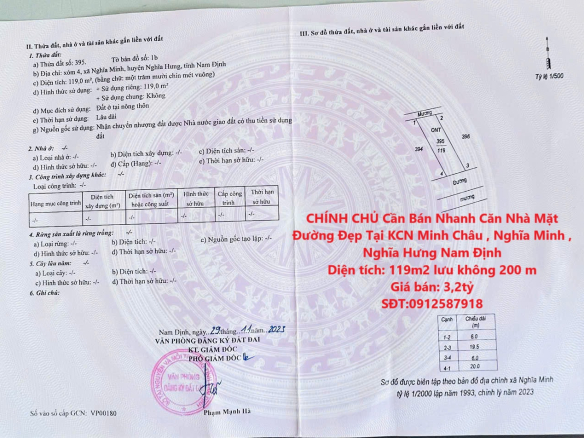 II. Thửa đất, nhà ở và tài sản khác gắn liền với đất
1. Thửa đất:
a) Thửa đất số: 395. Tờ bản đồ số: 1b
b) Địa chỉ: xóm 4, xã Nghĩa Minh, huyện Nghĩa Hưng, tỉnh Nam Định
c) Diện tích: 119,0 m², (bằng chữ: một trăm mười chín mét vuông)
d) Hình thức sử dụng: + Sử dụng riêng: 119,0 m²
+ Sử dụng chung: Không
đ) Mục đích sử dụng: Đất ở tại nông thôn
e) Thời hạn sử dụng: Lâu dài
g) Nguồn gốc sử dụng: Nhận chuyển nhượng đất được Nhà nước giao đất có thu tiền sử dụng
đất
2. Nhà ở: -/-
a) Loại nhà ở: -/- b) Diện tích xây dựng: -/- c) Diện tích sàn: -/-
d) Hình thức sở hữu: -/- đ) Cấp (Hạng): -/- e) Thời hạn sở hữu: -/-
3. Công trình xây dựng khác: -/-
Loại công trình: -/-
Hạng mục công trình Diện tích xây dựng (m²) Diện tích sàn (m²) hoặc công suất Hình thức sở hữu Cấp công trình Thời hạn sở hữu
-/- -/- -/- -/- -/- -/-
4. Rừng sản xuất là rừng trồng: -/-
a) Loại rừng: -/- b) Diện tích: -/- c) Nguồn gốc tạo lập: -/-
d) Hình thức sở hữu: -/- đ) Thời hạn sở hữu: -/-
5. Cây lâu năm: -/-
a) Loại cây: -/- b) Diện tích: -/-
c) Hình thức sở hữu: -/- d) Thời hạn sở hữu: -/-
6. Ghi chú:
Nam Định, ngày 29 tháng 11 năm 2023
VĂN PHÒNG ĐĂNG KÝ ĐẤT ĐAI
KT. GIÁM ĐỐC
PHÓ GIÁM ĐỐC
Phạm Mạnh Hà
Số vào sổ cấp GCN: VP00180
III. Sơ đồ thửa đất, nhà ở và tài sản khác gắn liền với đất
Tỷ lệ 1/500
Mương
1 2
ONT
394 395 396
119
4 3
Đường
mương
CHÍNH CHỦ Cần Bán Nhanh Căn Nhà Mặt
Đường Đẹp Tại KCN Minh Châu , Nghĩa Minh ,
Nghĩa Hưng Nam Định
Diện tích: 119m2 lưu không 200 m
Giá bán: 3,2tỷ
SĐT:0912587918
Cạnh Chiều dài (m)
1-2 6.0
2-3 19.5
3-4 6.0
4-1 20.0
Sơ đồ được biên tập theo bản đồ địa chính xã Nghĩa Minh
tỷ lệ 1/2000 lập năm 1993, chỉnh lý năm 2023